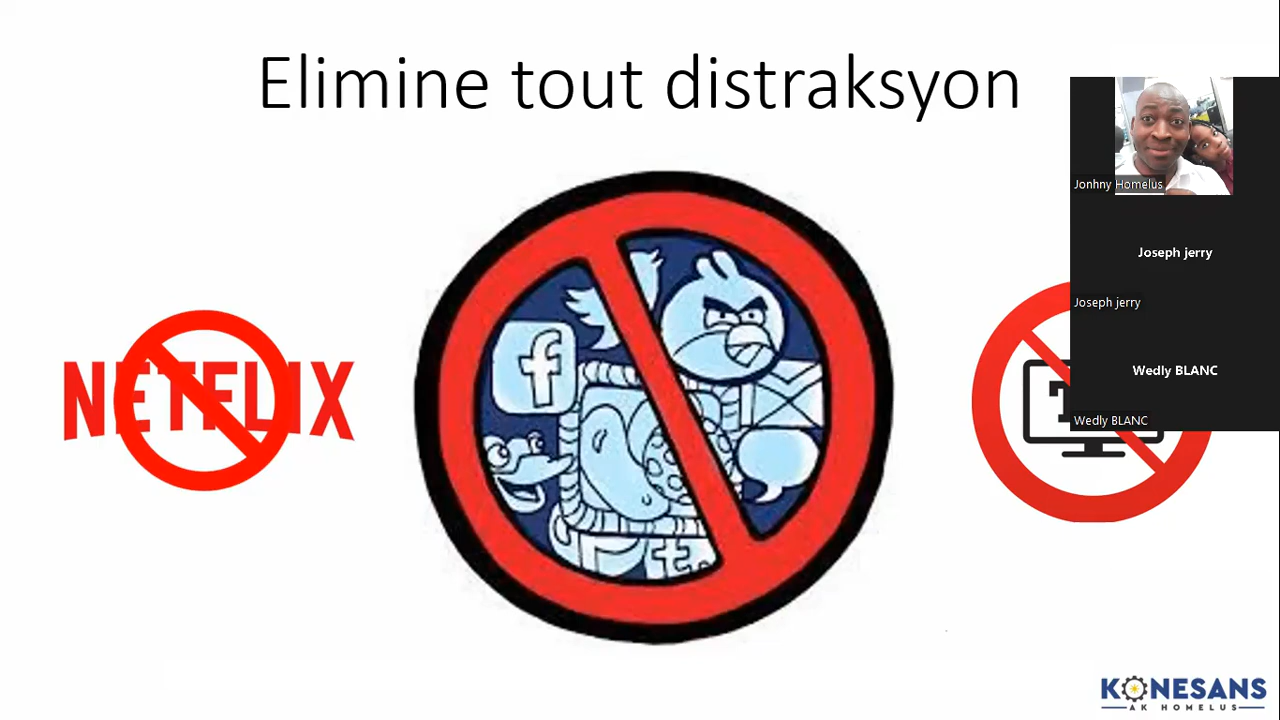 Elimine tout distraksyon
Jonhny Homelus
Joseph jerry
Joseph jerry
Wedly BLANC
Wedly BLANC
NETFLIX
f
t
KONESANS
AK HOMELUS